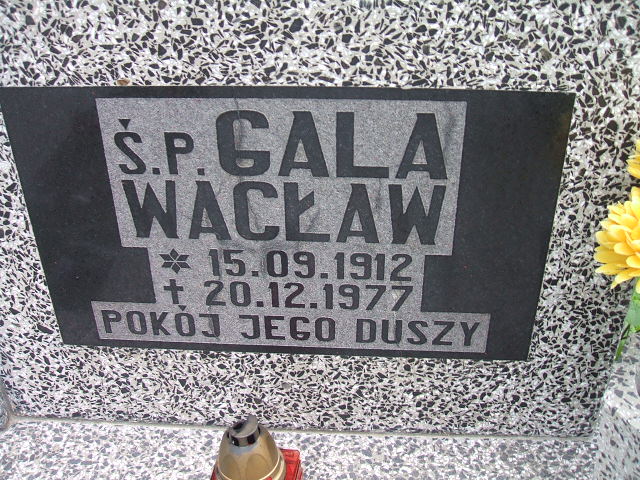 Ś.P. GALA
WACŁAW
* 15.09.1912
† 20.12.1977
POKÓJ JEGO DUSZY